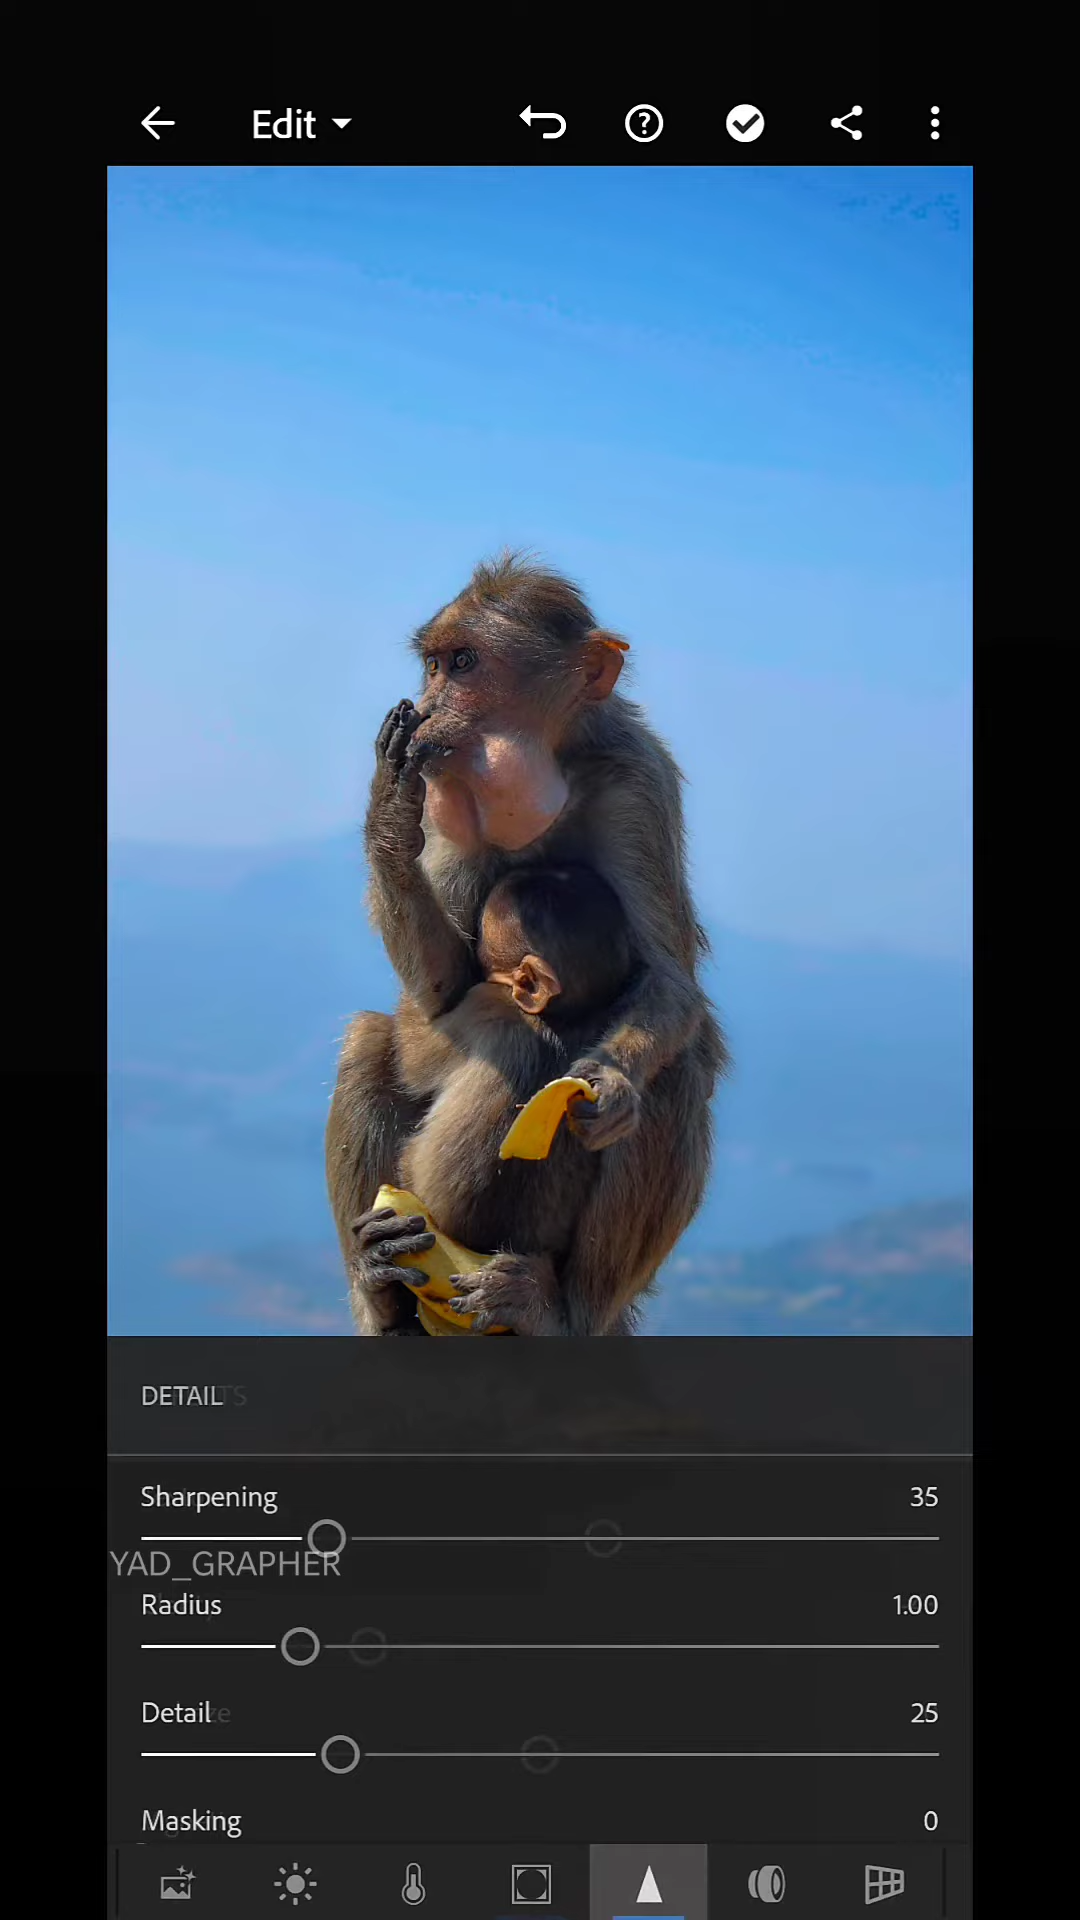 Edit
DETAIL
Sharpening 35
YAD_GRAPHER
Radius 1.00
Detail 25
Masking 0